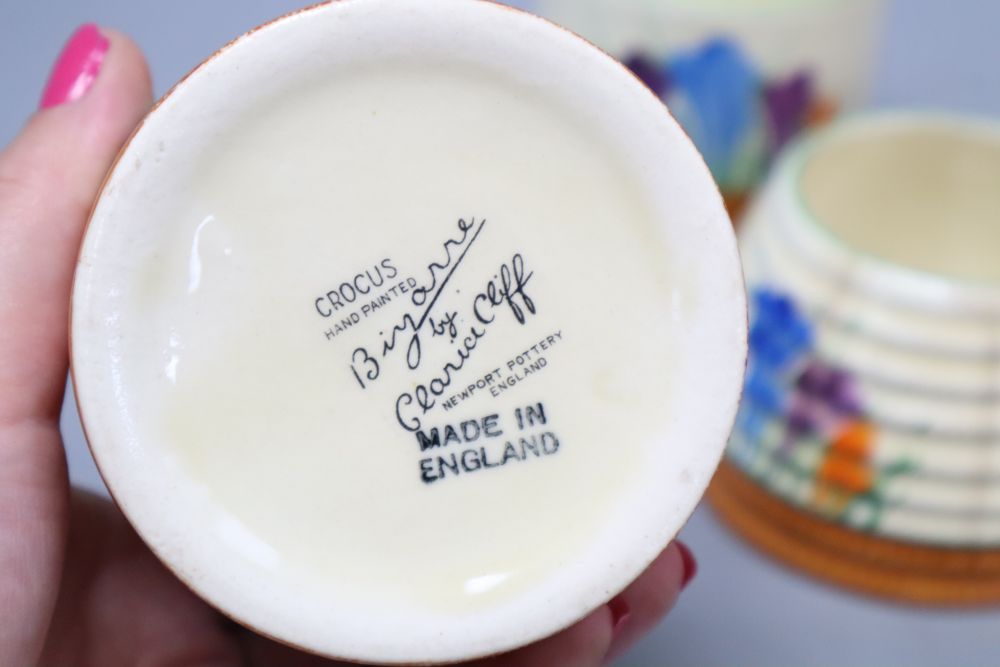 CROCUS
HAND PAINTED
Bizarre
by
Clarice Cliff
NEWPORT POTTERY
ENGLAND
MADE IN
ENGLAND